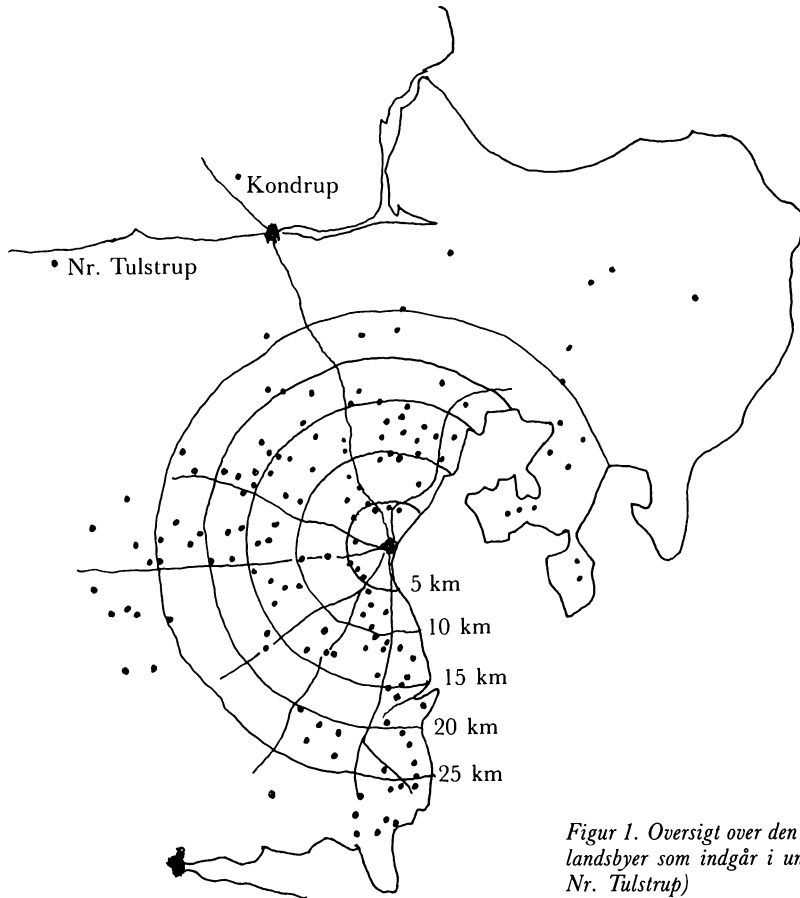 Kondrup
Nr. Tulstrup
5 km
10 km
15 km
20 km
25 km
Figur 1. Oversigt over den
landsbyer som indgår i un
Nr. Tulstrup)